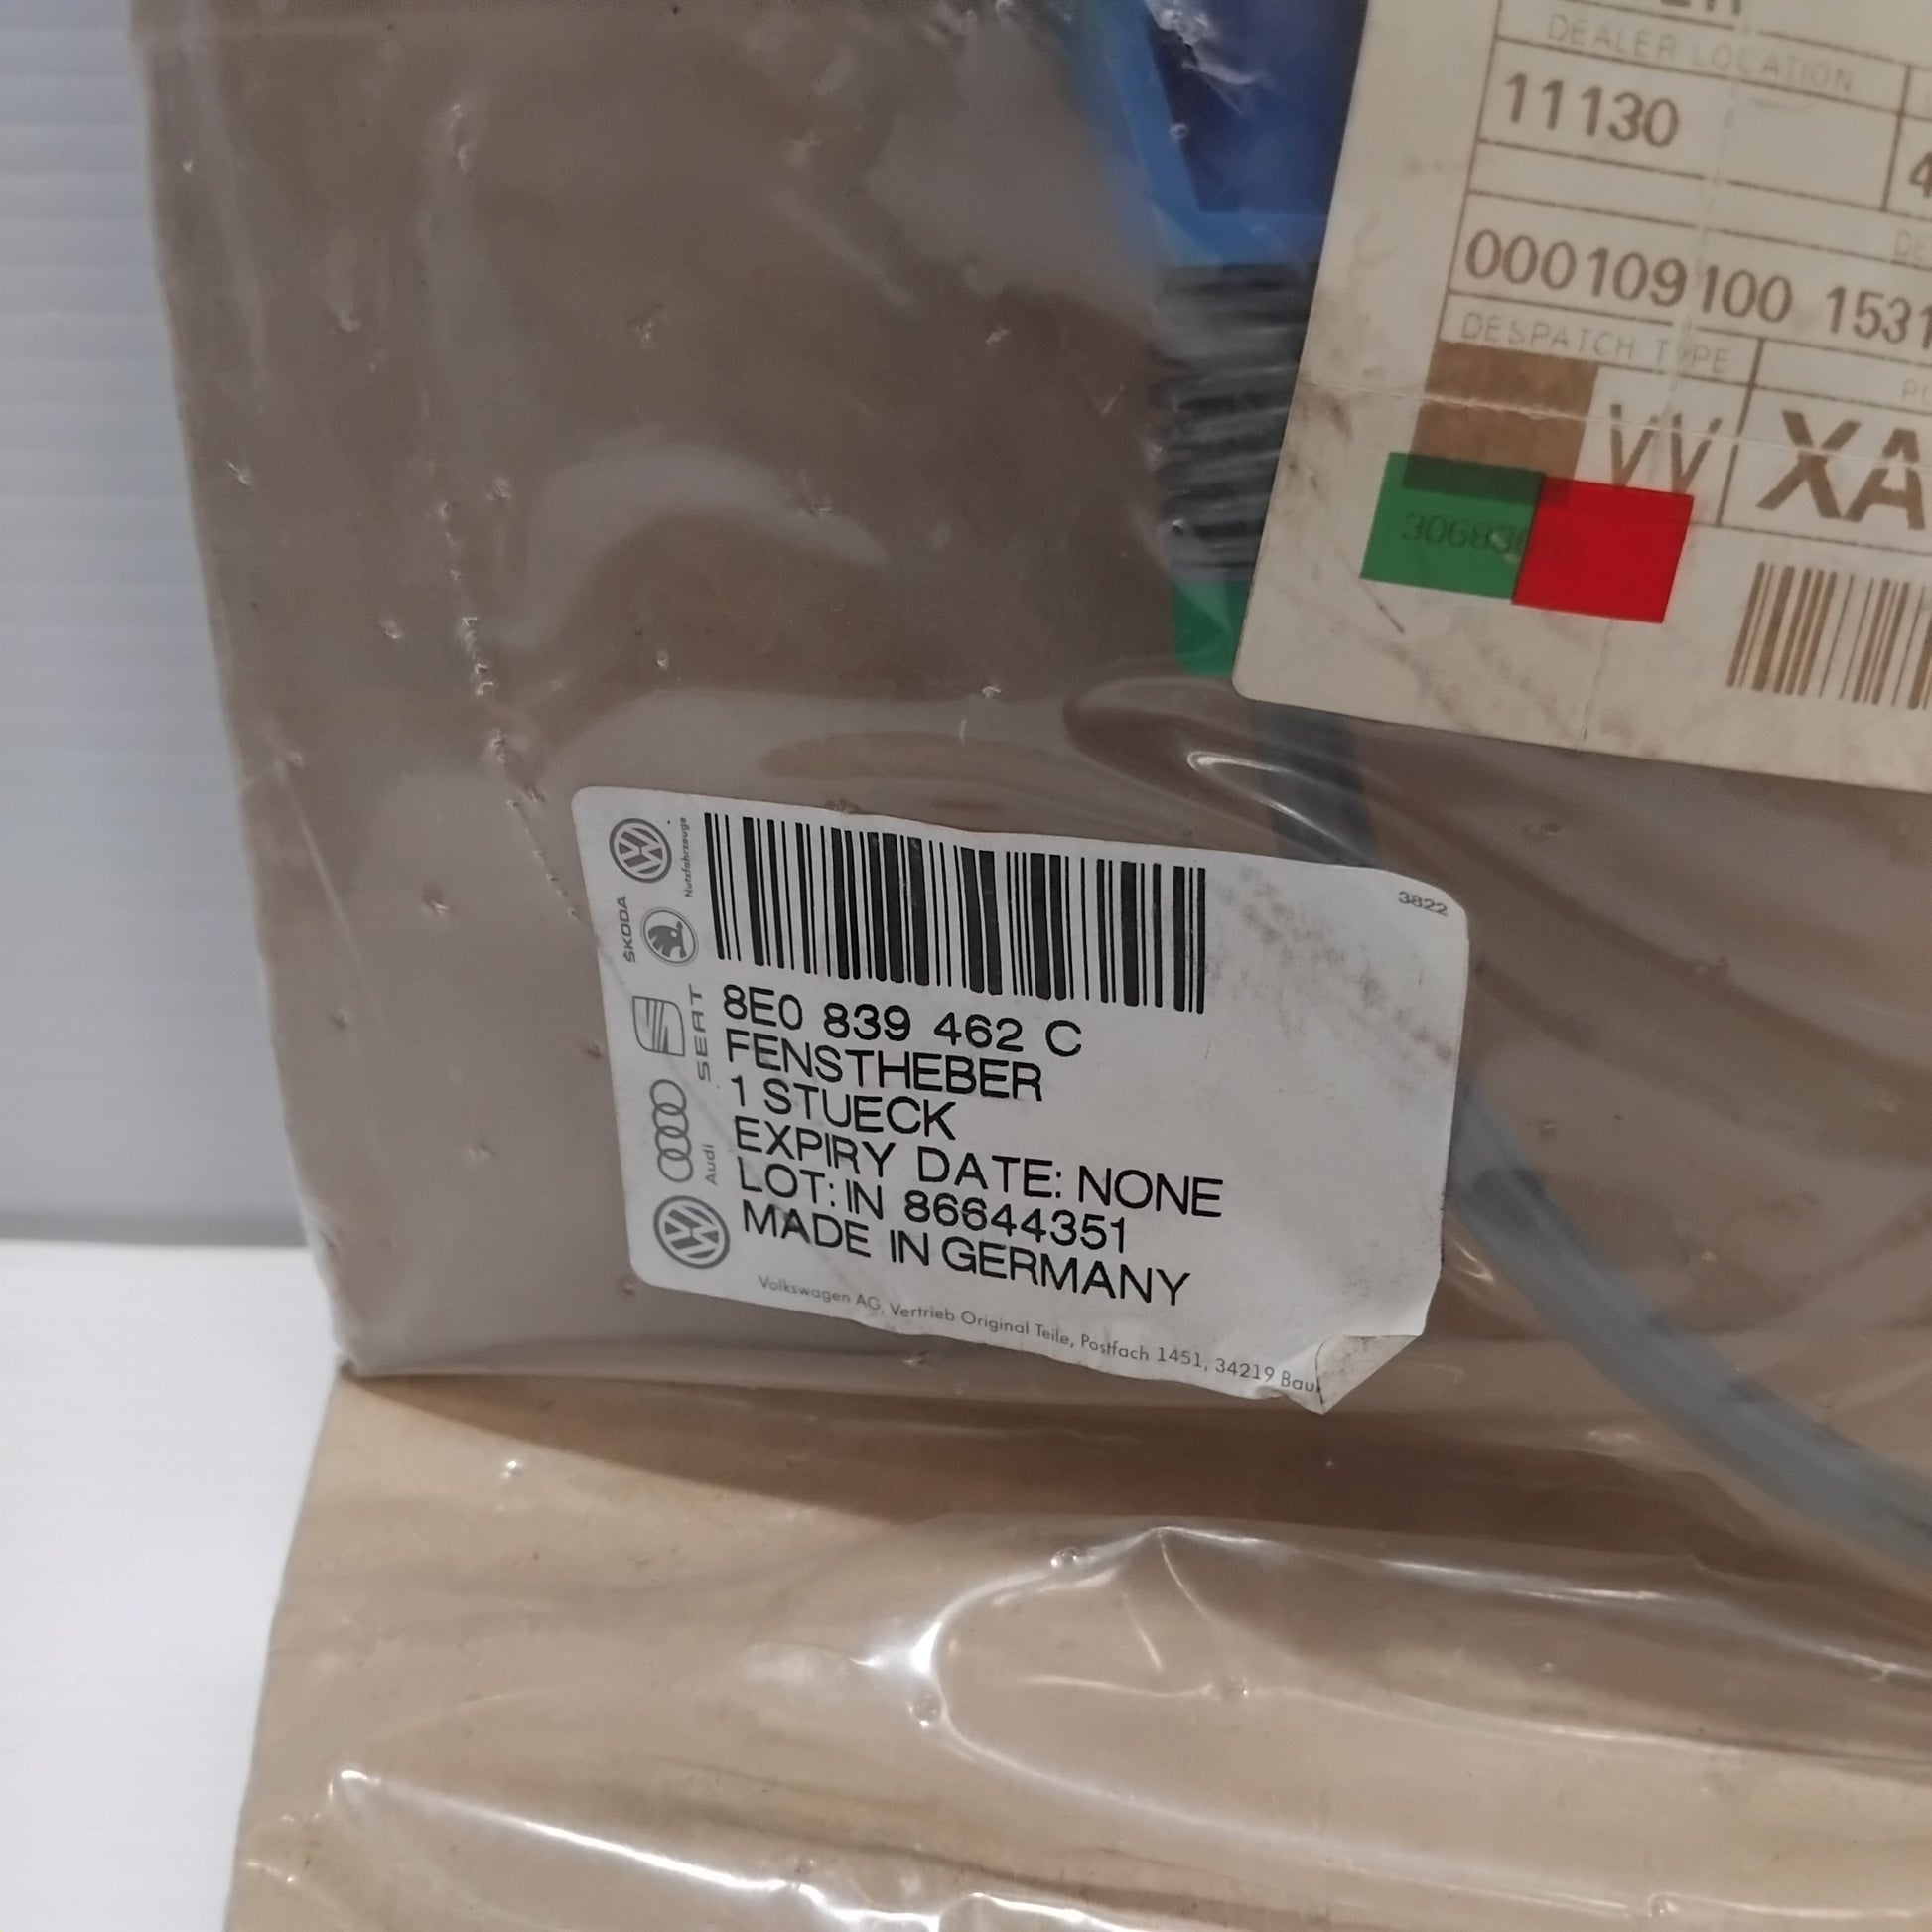 DEALER LOCATION
11130
4
000109100 1531
DESPATCH TYPE
VV
XA
Nutzfahrzeuge
ŠKODA
SEAT
Audi
3822
8E0 839 462 C
FENSTHEBER
1 STUECK
EXPIRY DATE: NONE
LOT: IN 86644351
MADE IN GERMANY
Volkswagen AG, Vertrieb Original Teile, Postfach 1451, 34219 Bau